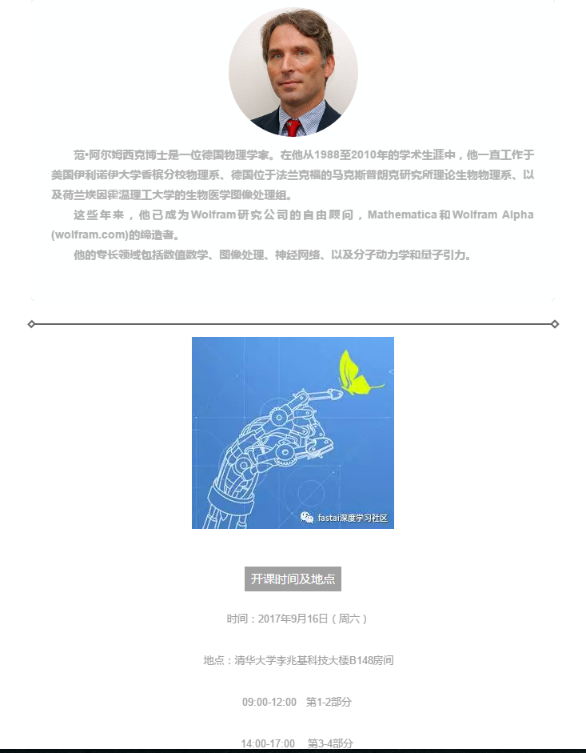 范•阿尔姆西克博士是一位德国物理学家。在他从1988至2010年的学术生涯中，他一直工作于
美国伊利诺伊大学香槟分校物理系、德国位于法兰克福的马克斯普朗克研究所理论生物物理系、以
及荷兰埃因霍温理工大学的生物医学图像处理组。
这些年来，他已成为Wolfram研究公司的自由顾问，Mathematica和Wolfram Alpha
(wolfram.com)的缔造者。
他的专长领域包括数值数学、图像处理、神经网络、以及分子动力学和量子引力。
fastai深度学习社区
开课时间及地点
时间：2017年9月16日（周六）
地点：清华大学李兆基科技大楼B148房间
09:00-12:00 第1-2部分
14:00-17:00 第3-4部分